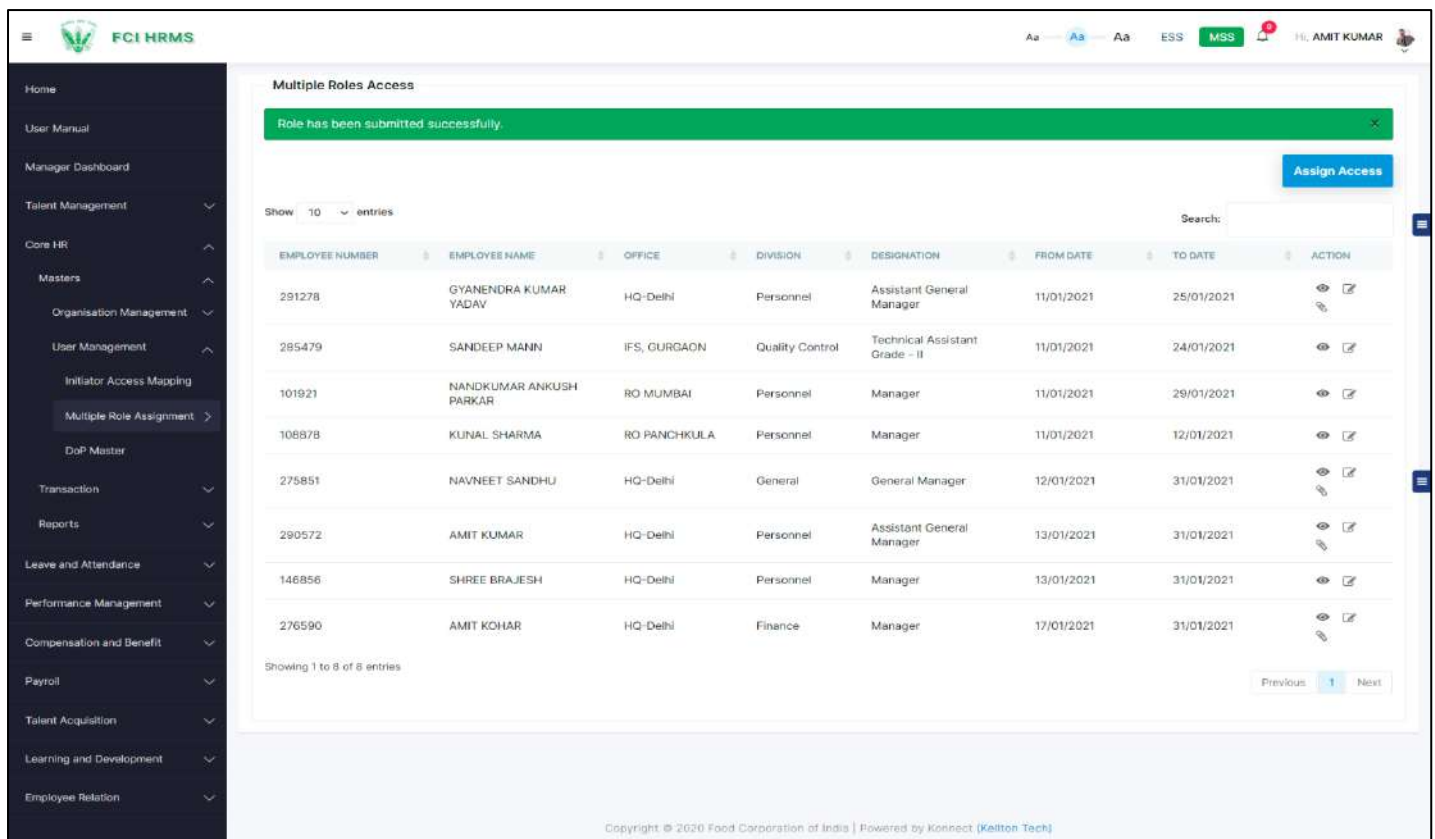 FCI HRMS
Aa Aa Aa ESS MSS 0 Hi, AMIT KUMAR
Home
User Manual
Manager Dashboard
Talent Management
Core HR
Masters
Organisation Management
User Management
Initiator Access Mapping
Multiple Role Assignment
DoP Master
Transaction
Reports
Leave and Attendance
Performance Management
Compensation and Benefit
Payroll
Talent Acquisition
Learning and Development
Employee Relation
Multiple Roles Access
Role has been submitted successfully. ×
Assign Access
Show 10 entries
Search:
EMPLOYEE NUMBER EMPLOYEE NAME OFFICE DIVISION DESIGNATION FROM DATE TO DATE ACTION
291278 GYANENDRA KUMAR YADAV HQ-Delhi Personnel Assistant General Manager 11/01/2021 25/01/2021
285479 SANDEEP MANN IFS, GURGAON Quality Control Technical Assistant Grade - II 11/01/2021 24/01/2021
101921 NANDKUMAR ANKUSH PARKAR RO MUMBAI Personnel Manager 11/01/2021 29/01/2021
108878 KUNAL SHARMA RO PANCHKULA Personnel Manager 11/01/2021 12/01/2021
275851 NAVNEET SANDHU HQ-Delhi General General Manager 12/01/2021 31/01/2021
290572 AMIT KUMAR HQ-Delhi Personnel Assistant General Manager 13/01/2021 31/01/2021
146856 SHREE BRAJESH HQ-Delhi Personnel Manager 13/01/2021 31/01/2021
276590 AMIT KOHAR HQ-Delhi Finance Manager 17/01/2021 31/01/2021
Showing 1 to 8 of 8 entries
Previous 1 Next
Copyright © 2020 Food Corporation of India | Powered by Konnect (Kellton Tech)